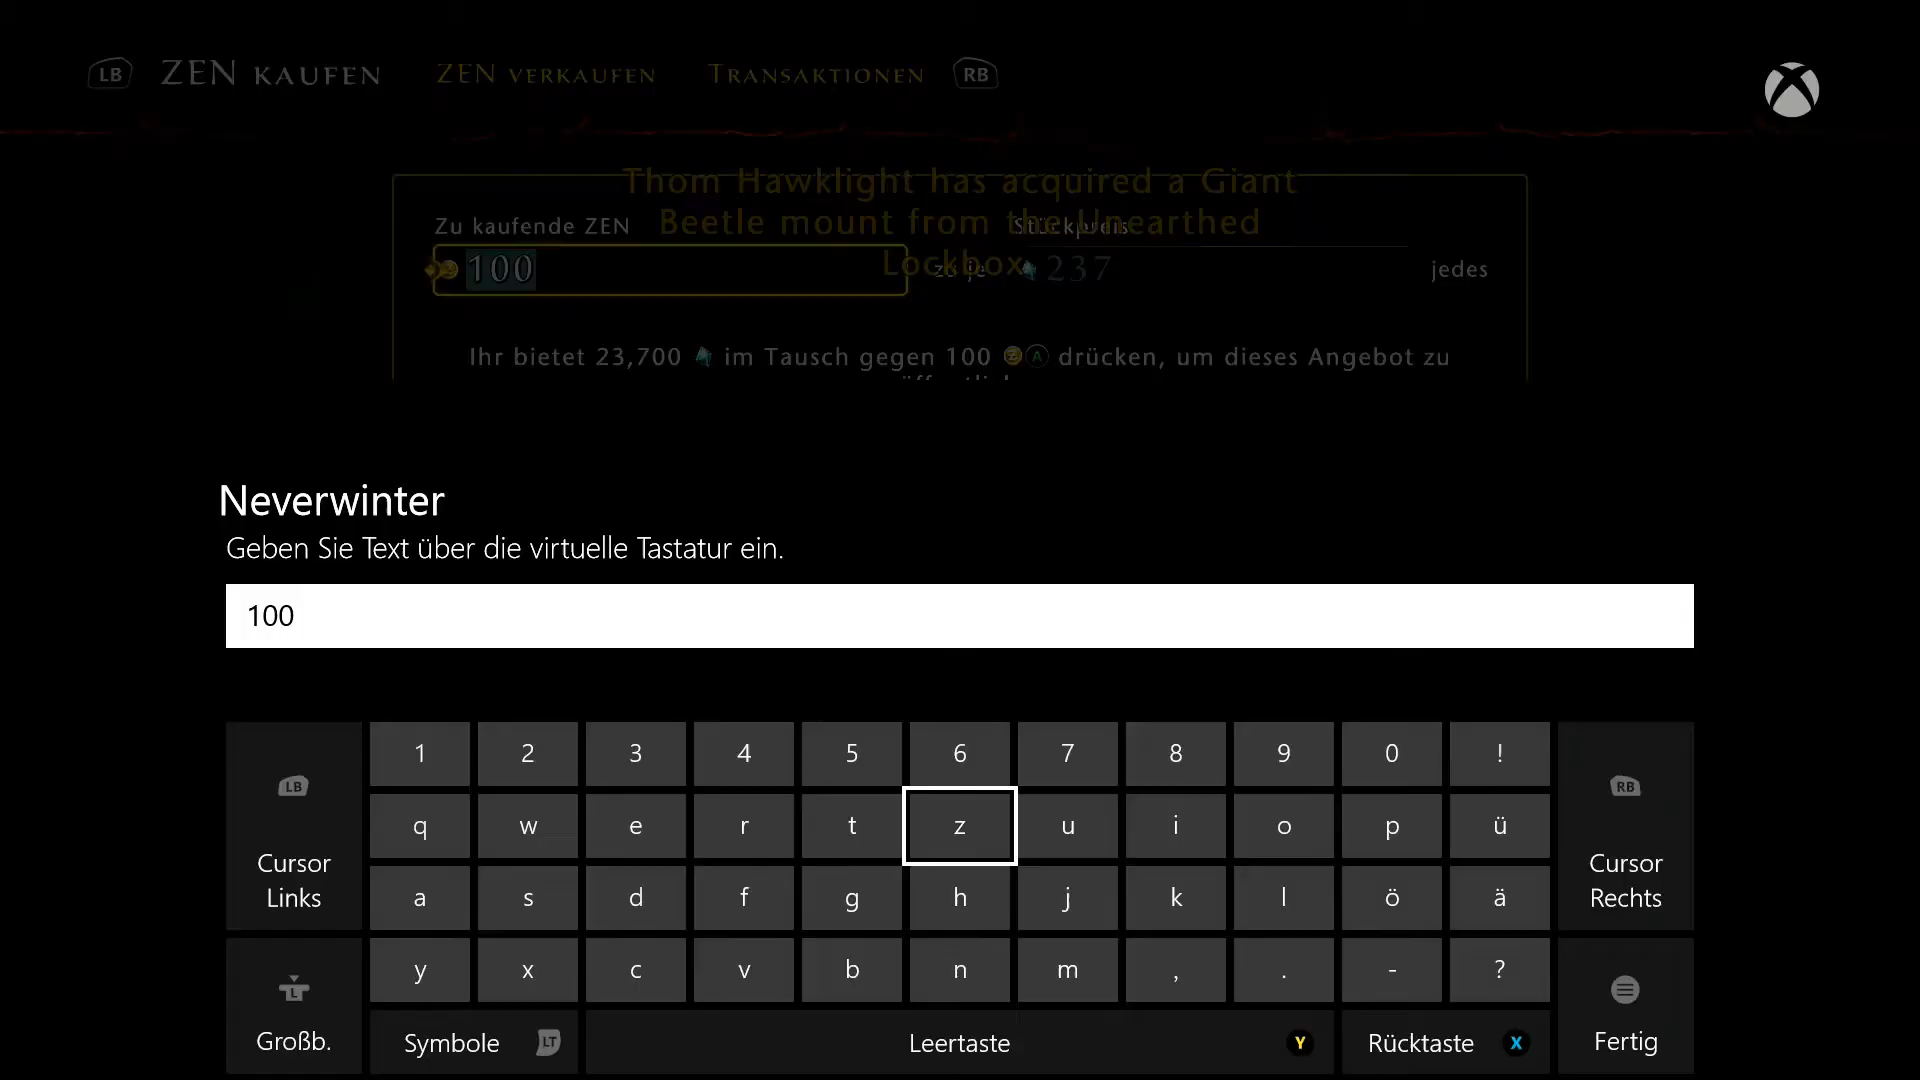 LB ZEN KAUFEN ZEN VERKAUFEN TRANSAKTIONEN RB
Thom Hawklight has acquired a Giant
Beetle mount from the Unearthed
Lockbox
Zu kaufende ZEN Stückpreis
100 zu je 237 jedes
Ihr bietet 23,700 im Tausch gegen 100 A drücken, um dieses Angebot zu
Neverwinter
Geben Sie Text über die virtuelle Tastatur ein.
100
1 2 3 4 5 6 7 8 9 0 !
LB RB
q w e r t z u i o p ü
Cursor Links
Cursor Rechts
a s d f g h j k l ö ä
y x c v b n m , . - ?
L
Großb. Symbole LT Leertaste Y Rücktaste X Fertig